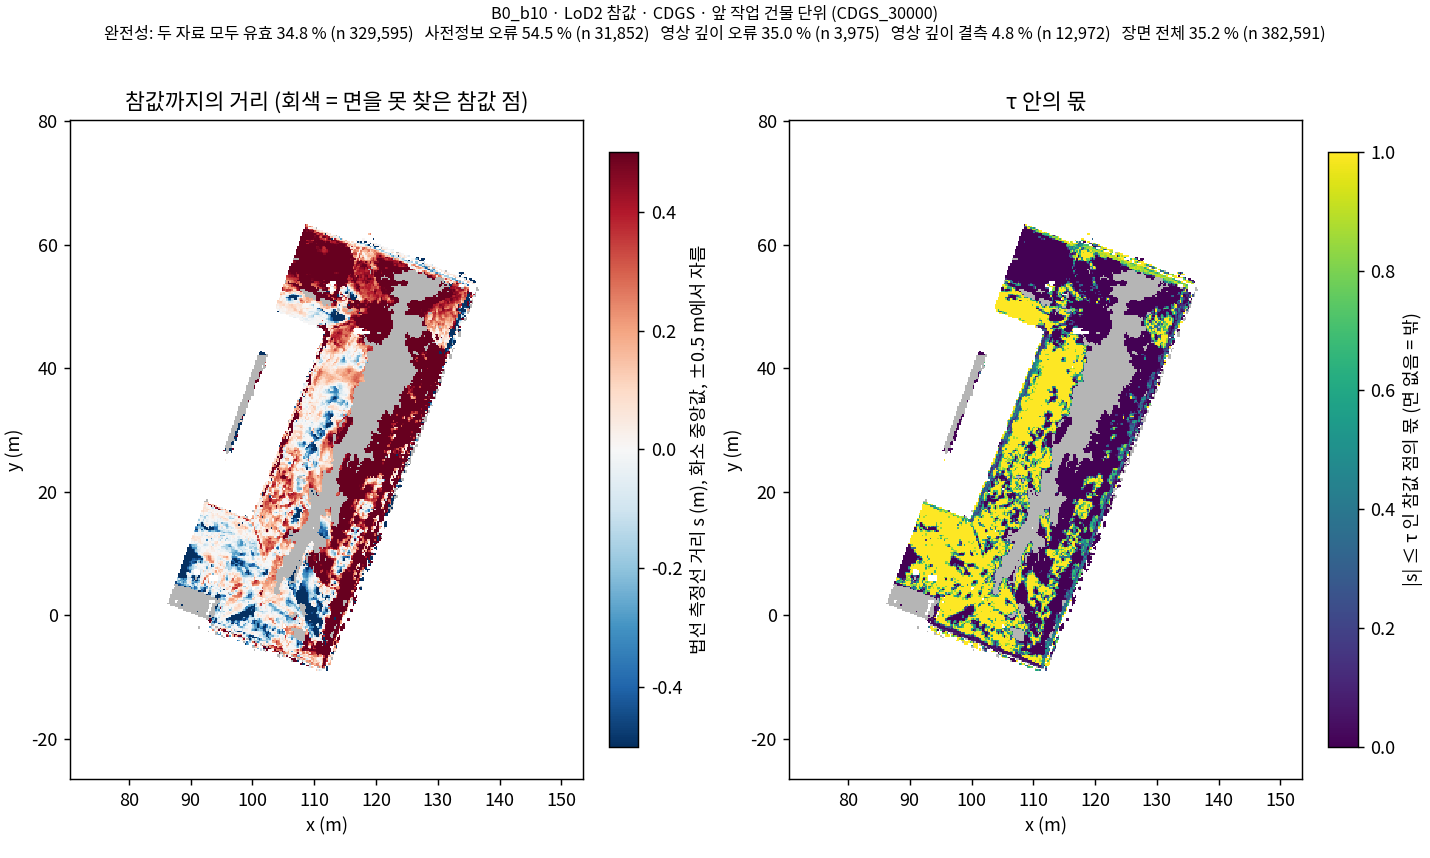 B0_b10 · LoD2 참값 · CDGS · 앞 작업 건물 단위 (CDGS_30000)
완전성: 두 자료 모두 유효 34.8 % (n 329,595) 사전정보 오류 54.5 % (n 31,852) 영상 깊이 오류 35.0 % (n 3,975) 영상 깊이 결측 4.8 % (n 12,972) 장면 전체 35.2 % (n 382,591)
참값까지의 거리 (회색 = 면을 못 찾은 참값 점)
80
60
40
20
0
-20
y (m)
80 90 100 110 120 130 140 150
x (m)
0.4
0.2
0.0
-0.2
-0.4
법선 측정선 거리 s (m), 화소 중앙값, ±0.5 m에서 자름
τ 안의 몫
80
60
40
20
0
-20
y (m)
80 90 100 110 120 130 140 150
x (m)
1.0
0.8
0.6
0.4
0.2
0.0
|s| ≤ τ 인 참값 점의 몫 (면 없음 = 밖)